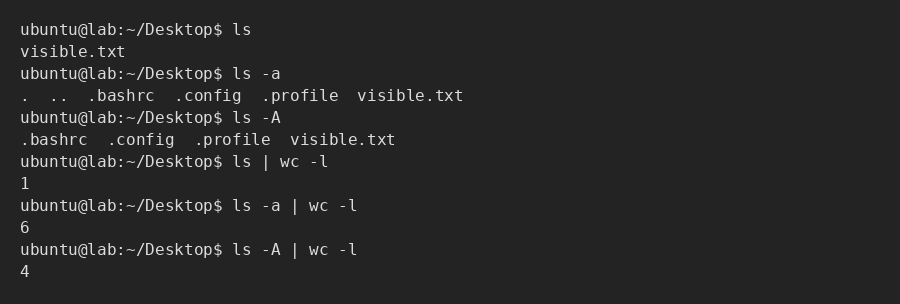 ubuntu@lab:~/Desktop$ ls
visible.txt
ubuntu@lab:~/Desktop$ ls -a
.  ..  .bashrc  .config  .profile  visible.txt
ubuntu@lab:~/Desktop$ ls -A
.bashrc  .config  .profile  visible.txt
ubuntu@lab:~/Desktop$ ls | wc -l
1
ubuntu@lab:~/Desktop$ ls -a | wc -l
6
ubuntu@lab:~/Desktop$ ls -A | wc -l
4